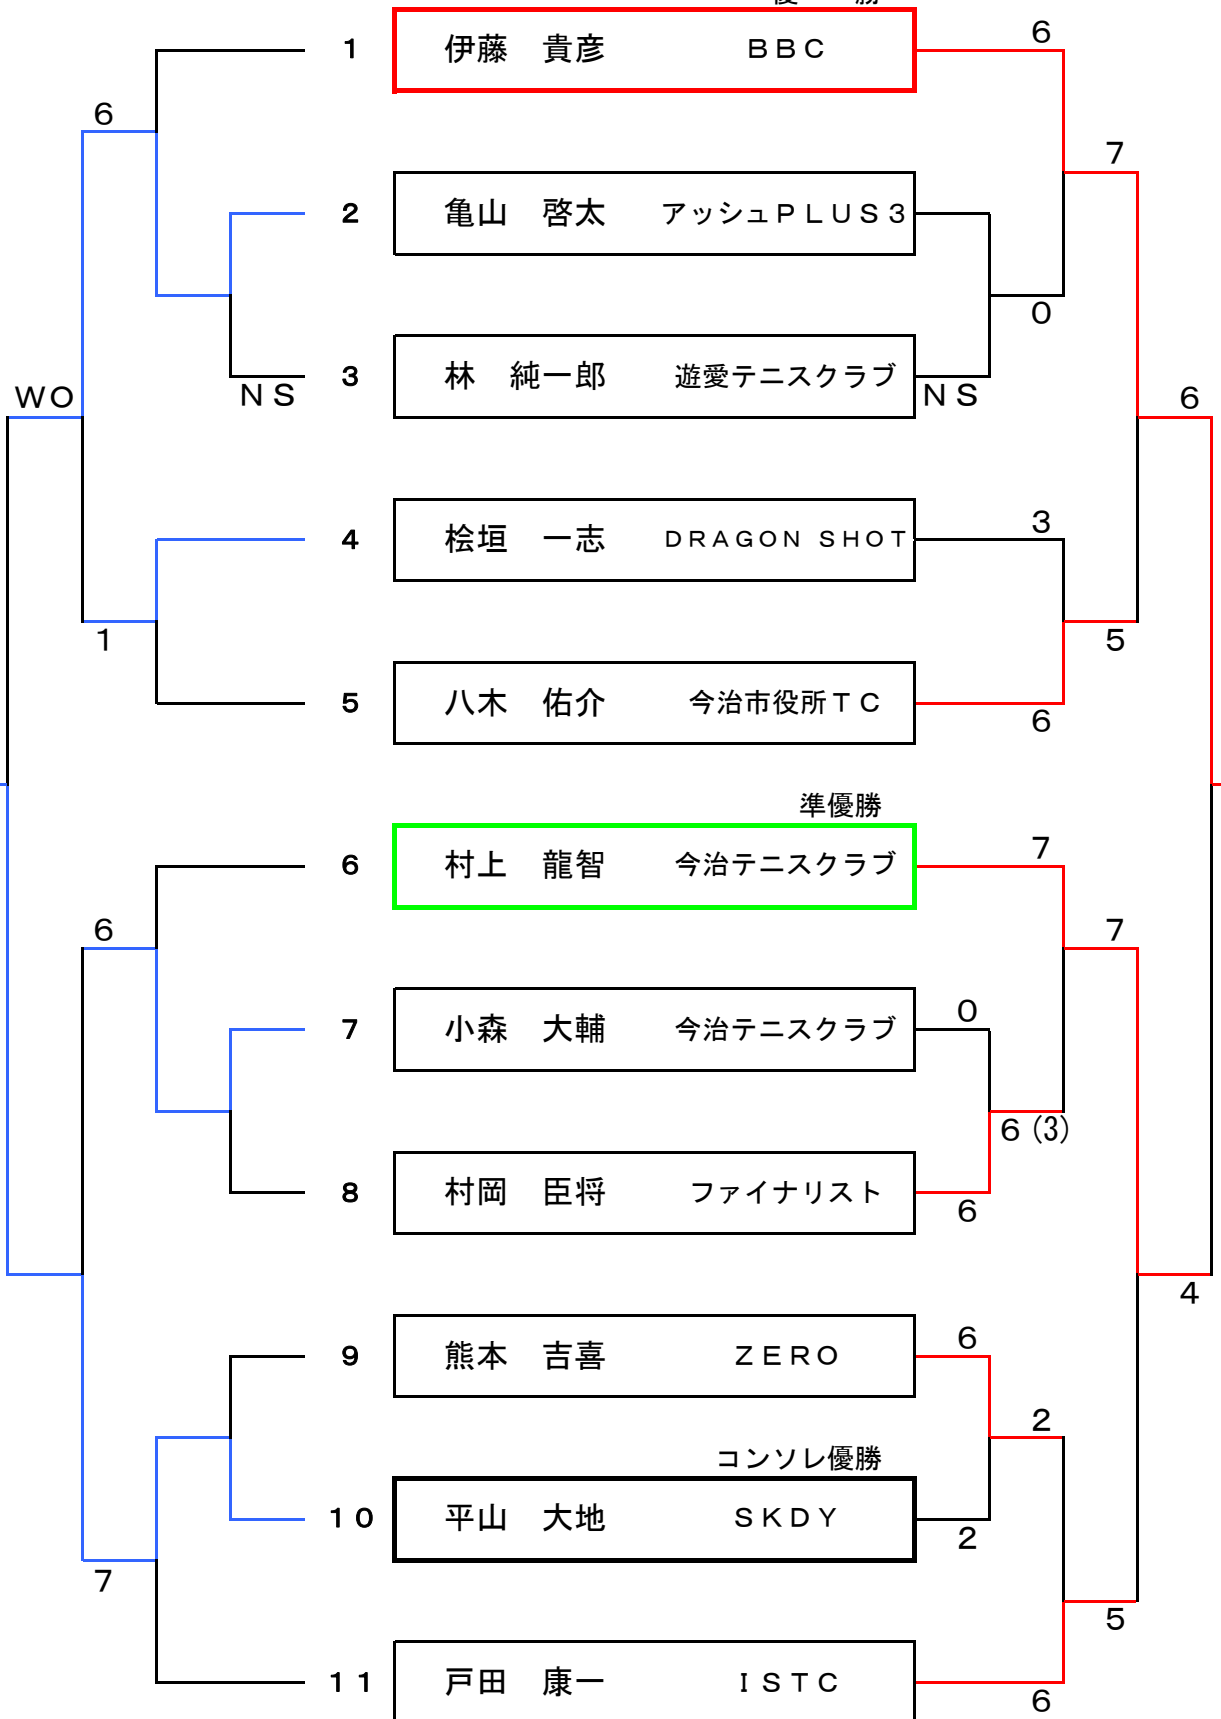 優　勝
1 伊藤　貴彦 ＢＢＣ 6
6
7
2 亀山　啓太 アッシュＰＬＵＳ３
0
WO NS 3 林　純一郎 遊愛テニスクラブ NS 6
4 桧垣　一志 DRAGON SHOT 3
1 5
5 八木　佑介 今治市役所ＴＣ 6
準優勝
6 村上　龍智 今治テニスクラブ 7
6 7
7 小森　大輔 今治テニスクラブ 0
6 (3)
8 村岡　臣将 ファイナリスト 6
4
9 熊本　吉喜 ＺＥＲＯ 6
2
コンソレ優勝
10 平山　大地 ＳＫＤＹ 2
7 5
11 戸田　康一 ＩＳＴＣ 6